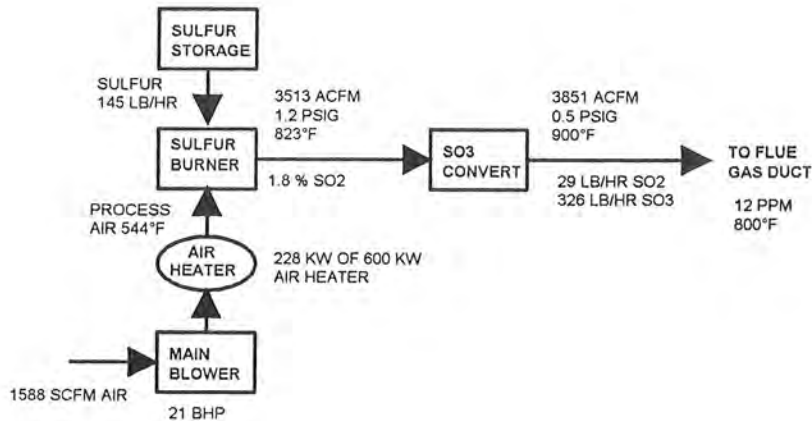 SULFUR
STORAGE
SULFUR
145 LB/HR
3513 ACFM
1.2 PSIG
823°F
3851 ACFM
0.5 PSIG
900°F
SULFUR
BURNER
SO3
CONVERT
TO FLUE
GAS DUCT
1.8 % SO2
29 LB/HR SO2
326 LB/HR SO3
12 PPM
800°F
PROCESS
AIR 544°F
AIR
HEATER
228 KW OF 600 KW
AIR HEATER
MAIN
BLOWER
1588 SCFM AIR
21 BHP